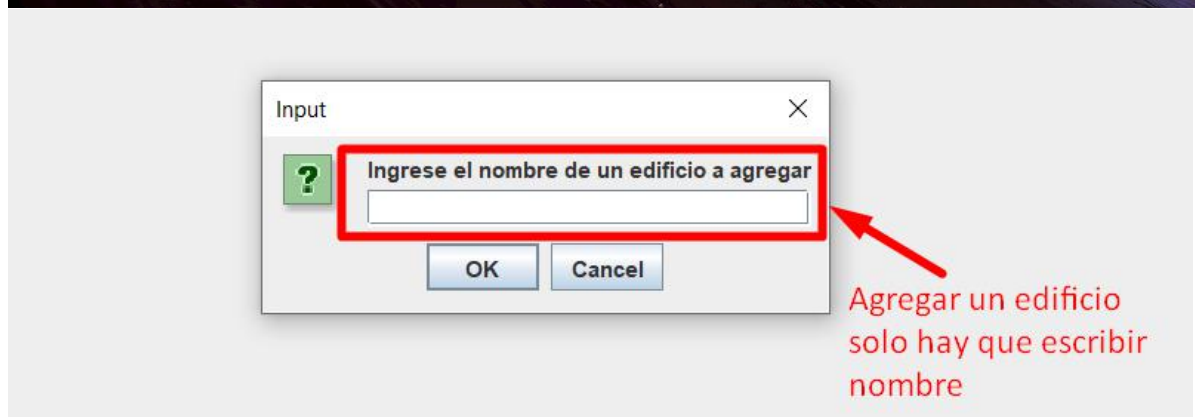 Input
?
Ingrese el nombre de un edificio a agregar
OK Cancel
Agregar un edificio
solo hay que escribir
nombre